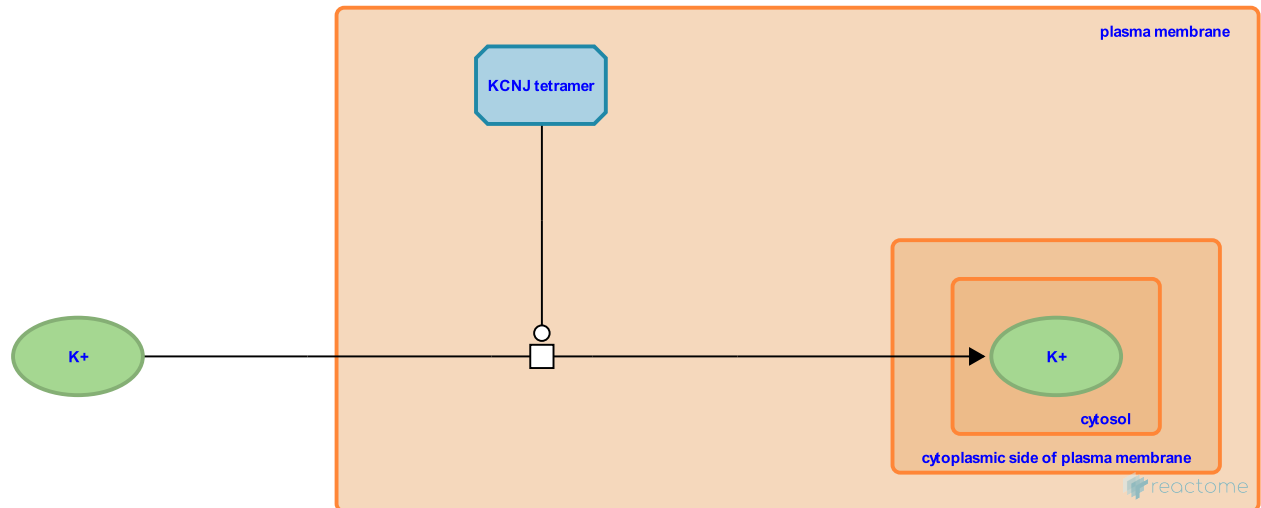 plasma membrane
KCNJ tetramer
K+
K+
cytosol
cytoplasmic side of plasma membrane
reactome